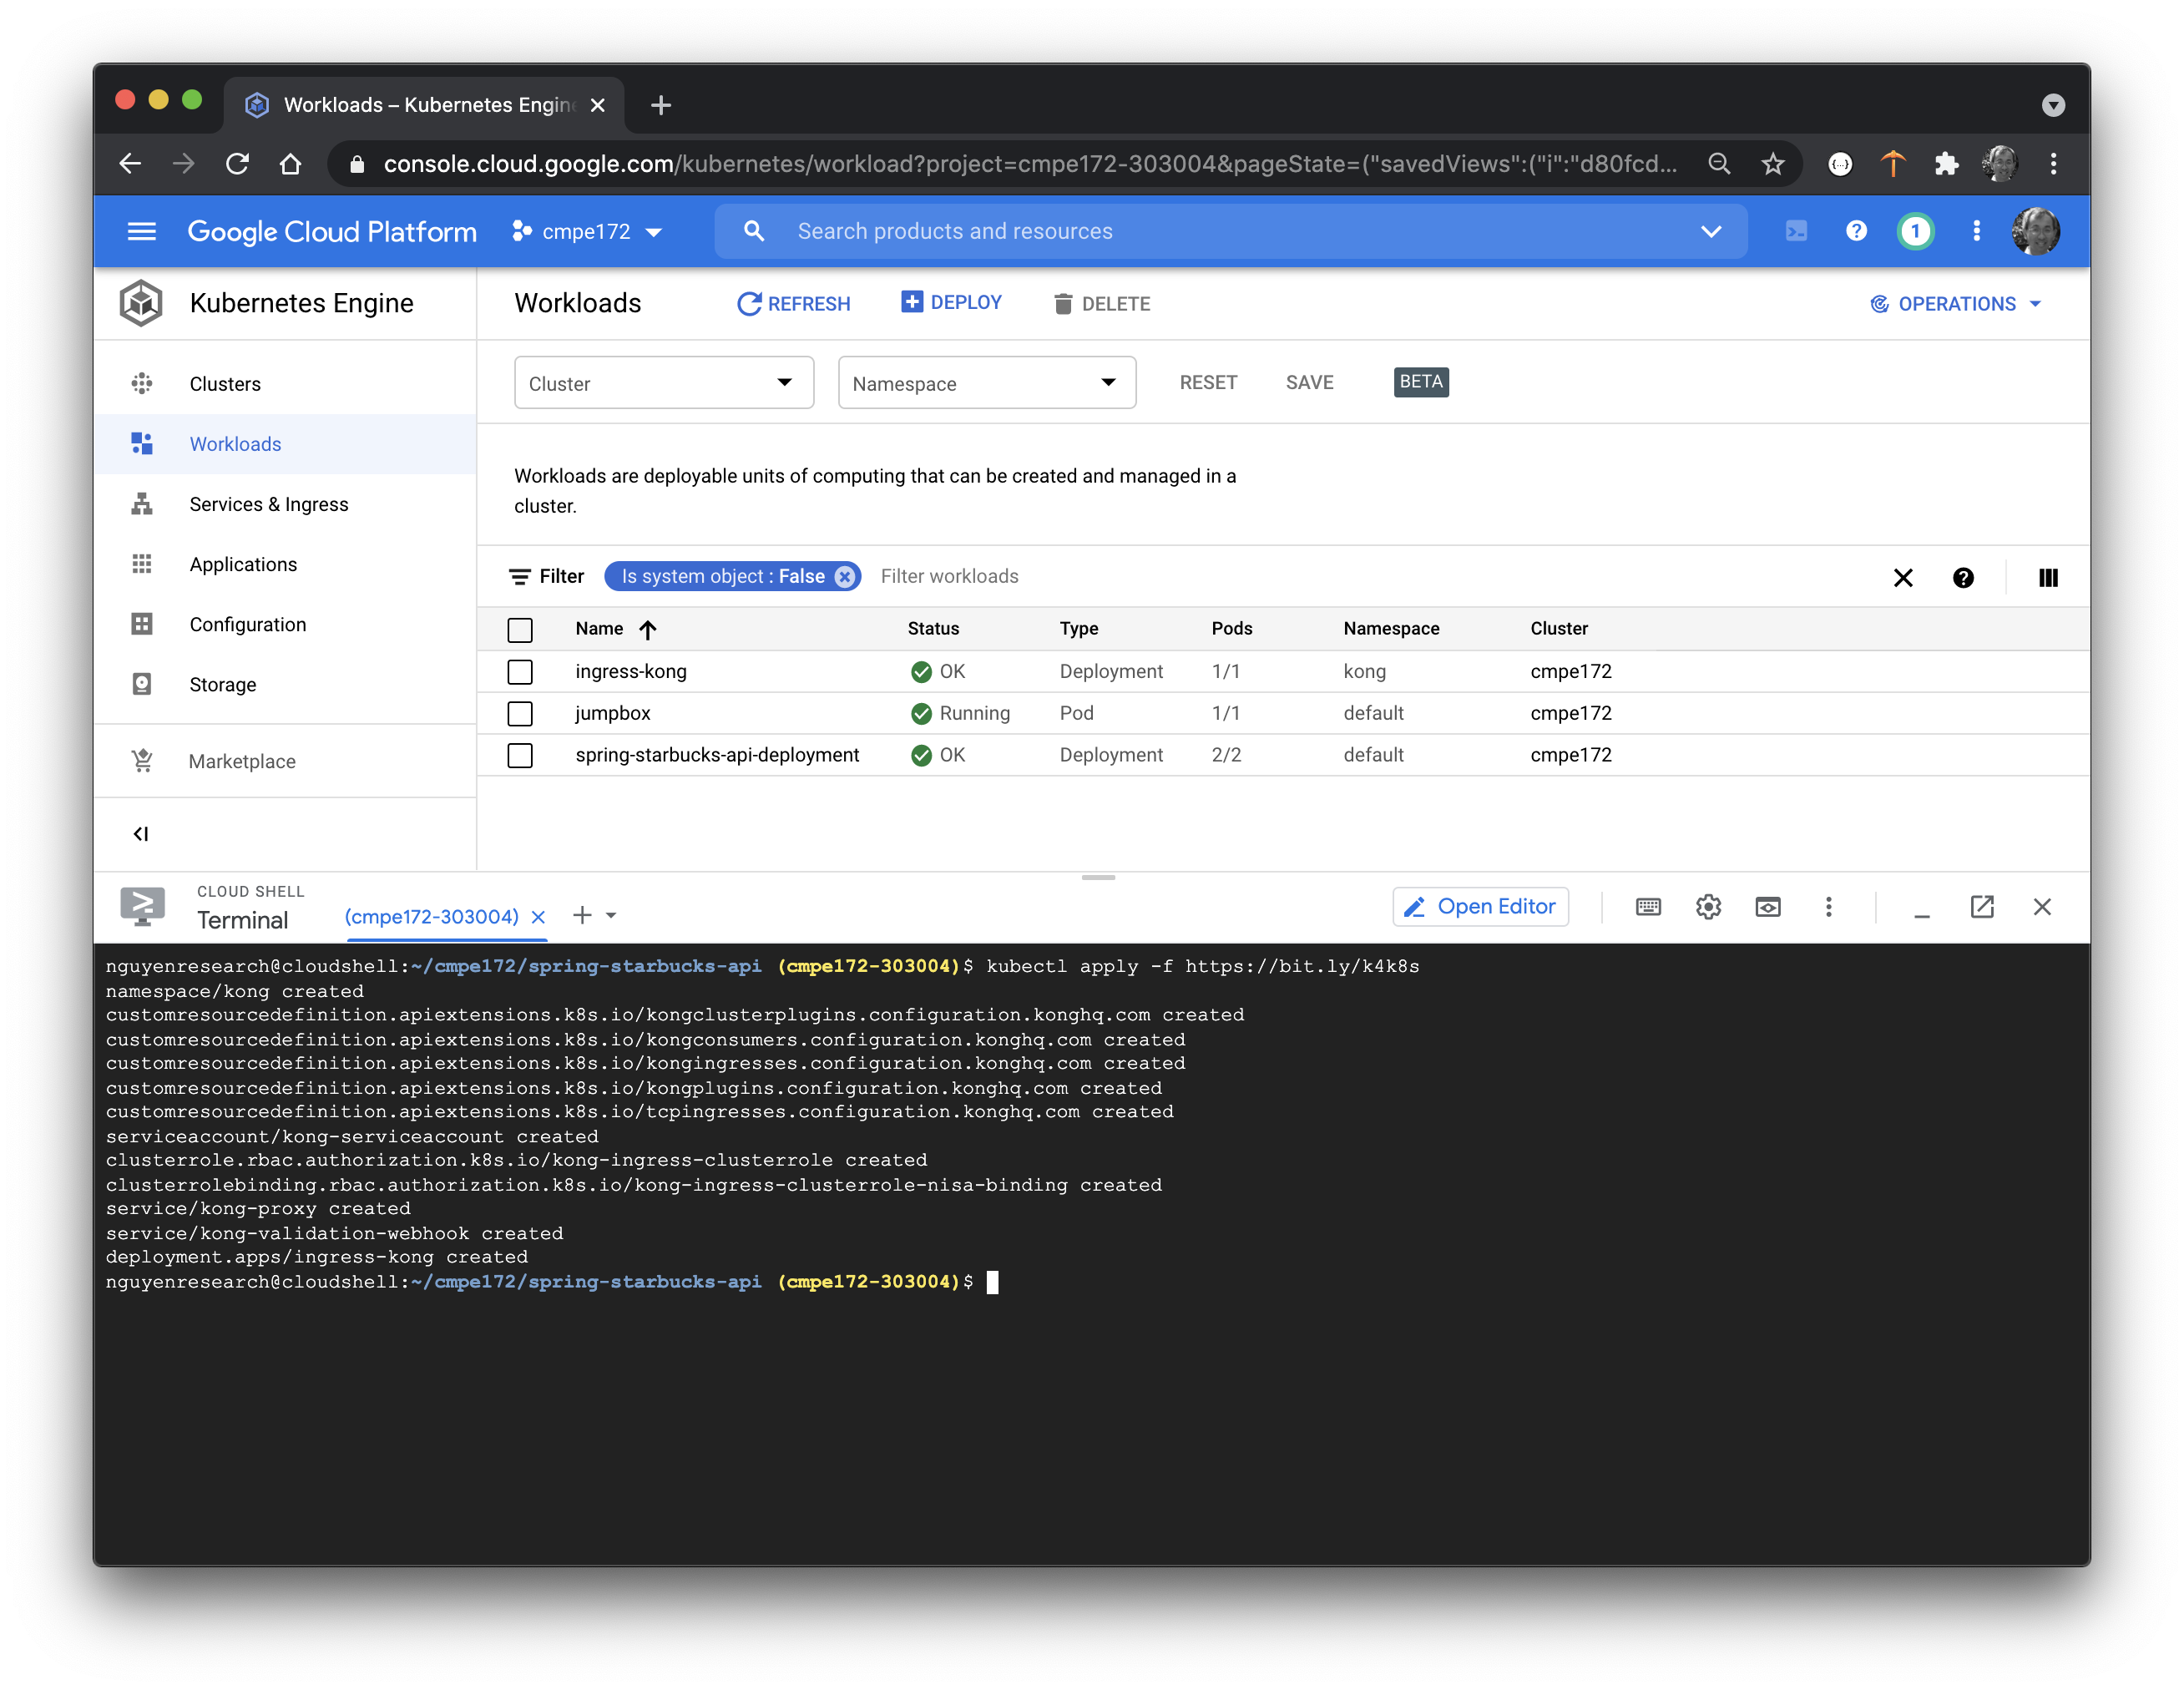 Workloads – Kubernetes Engine
console.cloud.google.com/kubernetes/workload?project=cmpe172-303004&pageState=("savedViews":("i":"d80fcd...
Google Cloud Platform cmpe172 Search products and resources 1
Kubernetes Engine Workloads REFRESH DEPLOY DELETE OPERATIONS
Clusters
Workloads
Services & Ingress
Applications
Configuration
Storage
Marketplace
Cluster Namespace RESET SAVE BETA
Workloads are deployable units of computing that can be created and managed in a
cluster.
Filter Is system object : False Filter workloads
Name Status Type Pods Namespace Cluster
ingress-kong OK Deployment 1/1 kong cmpe172
jumpbox Running Pod 1/1 default cmpe172
spring-starbucks-api-deployment OK Deployment 2/2 default cmpe172
CLOUD SHELL
Terminal (cmpe172-303004) Open Editor
nguyenresearch@cloudshell:~/cmpe172/spring-starbucks-api (cmpe172-303004)$ kubectl apply -f https://bit.ly/k4k8s
namespace/kong created
customresourcedefinition.apiextensions.k8s.io/kongclusterplugins.configuration.konghq.com created
customresourcedefinition.apiextensions.k8s.io/kongconsumers.configuration.konghq.com created
customresourcedefinition.apiextensions.k8s.io/kongingresses.configuration.konghq.com created
customresourcedefinition.apiextensions.k8s.io/kongplugins.configuration.konghq.com created
customresourcedefinition.apiextensions.k8s.io/tcpingresses.configuration.konghq.com created
serviceaccount/kong-serviceaccount created
clusterrole.rbac.authorization.k8s.io/kong-ingress-clusterrole created
clusterrolebinding.rbac.authorization.k8s.io/kong-ingress-clusterrole-nisa-binding created
service/kong-proxy created
service/kong-validation-webhook created
deployment.apps/ingress-kong created
nguyenresearch@cloudshell:~/cmpe172/spring-starbucks-api (cmpe172-303004)$